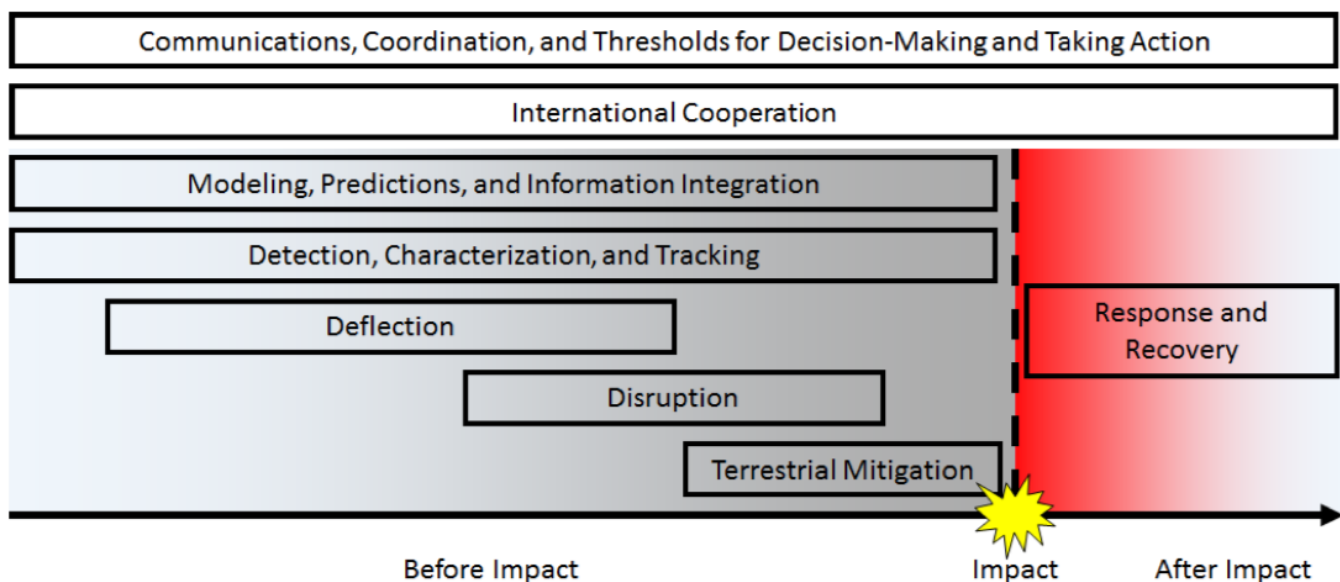 Communications, Coordination, and Thresholds for Decision-Making and Taking Action
International Cooperation
Modeling, Predictions, and Information Integration
Detection, Characterization, and Tracking
Deflection
Response and
Recovery
Disruption
Terrestrial Mitigation
Before Impact
Impact
After Impact